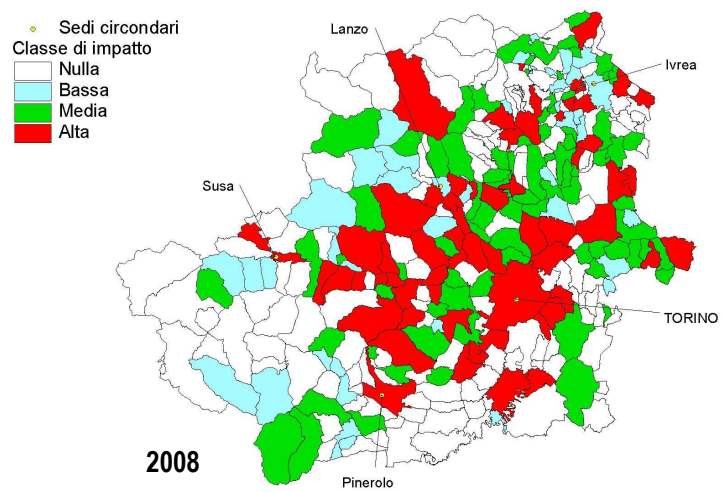 Sedi circondari
Classe di impatto
Nulla
Bassa
Media
Alta
Lanzo
Ivrea
Susa
TORINO
2008
Pinerolo